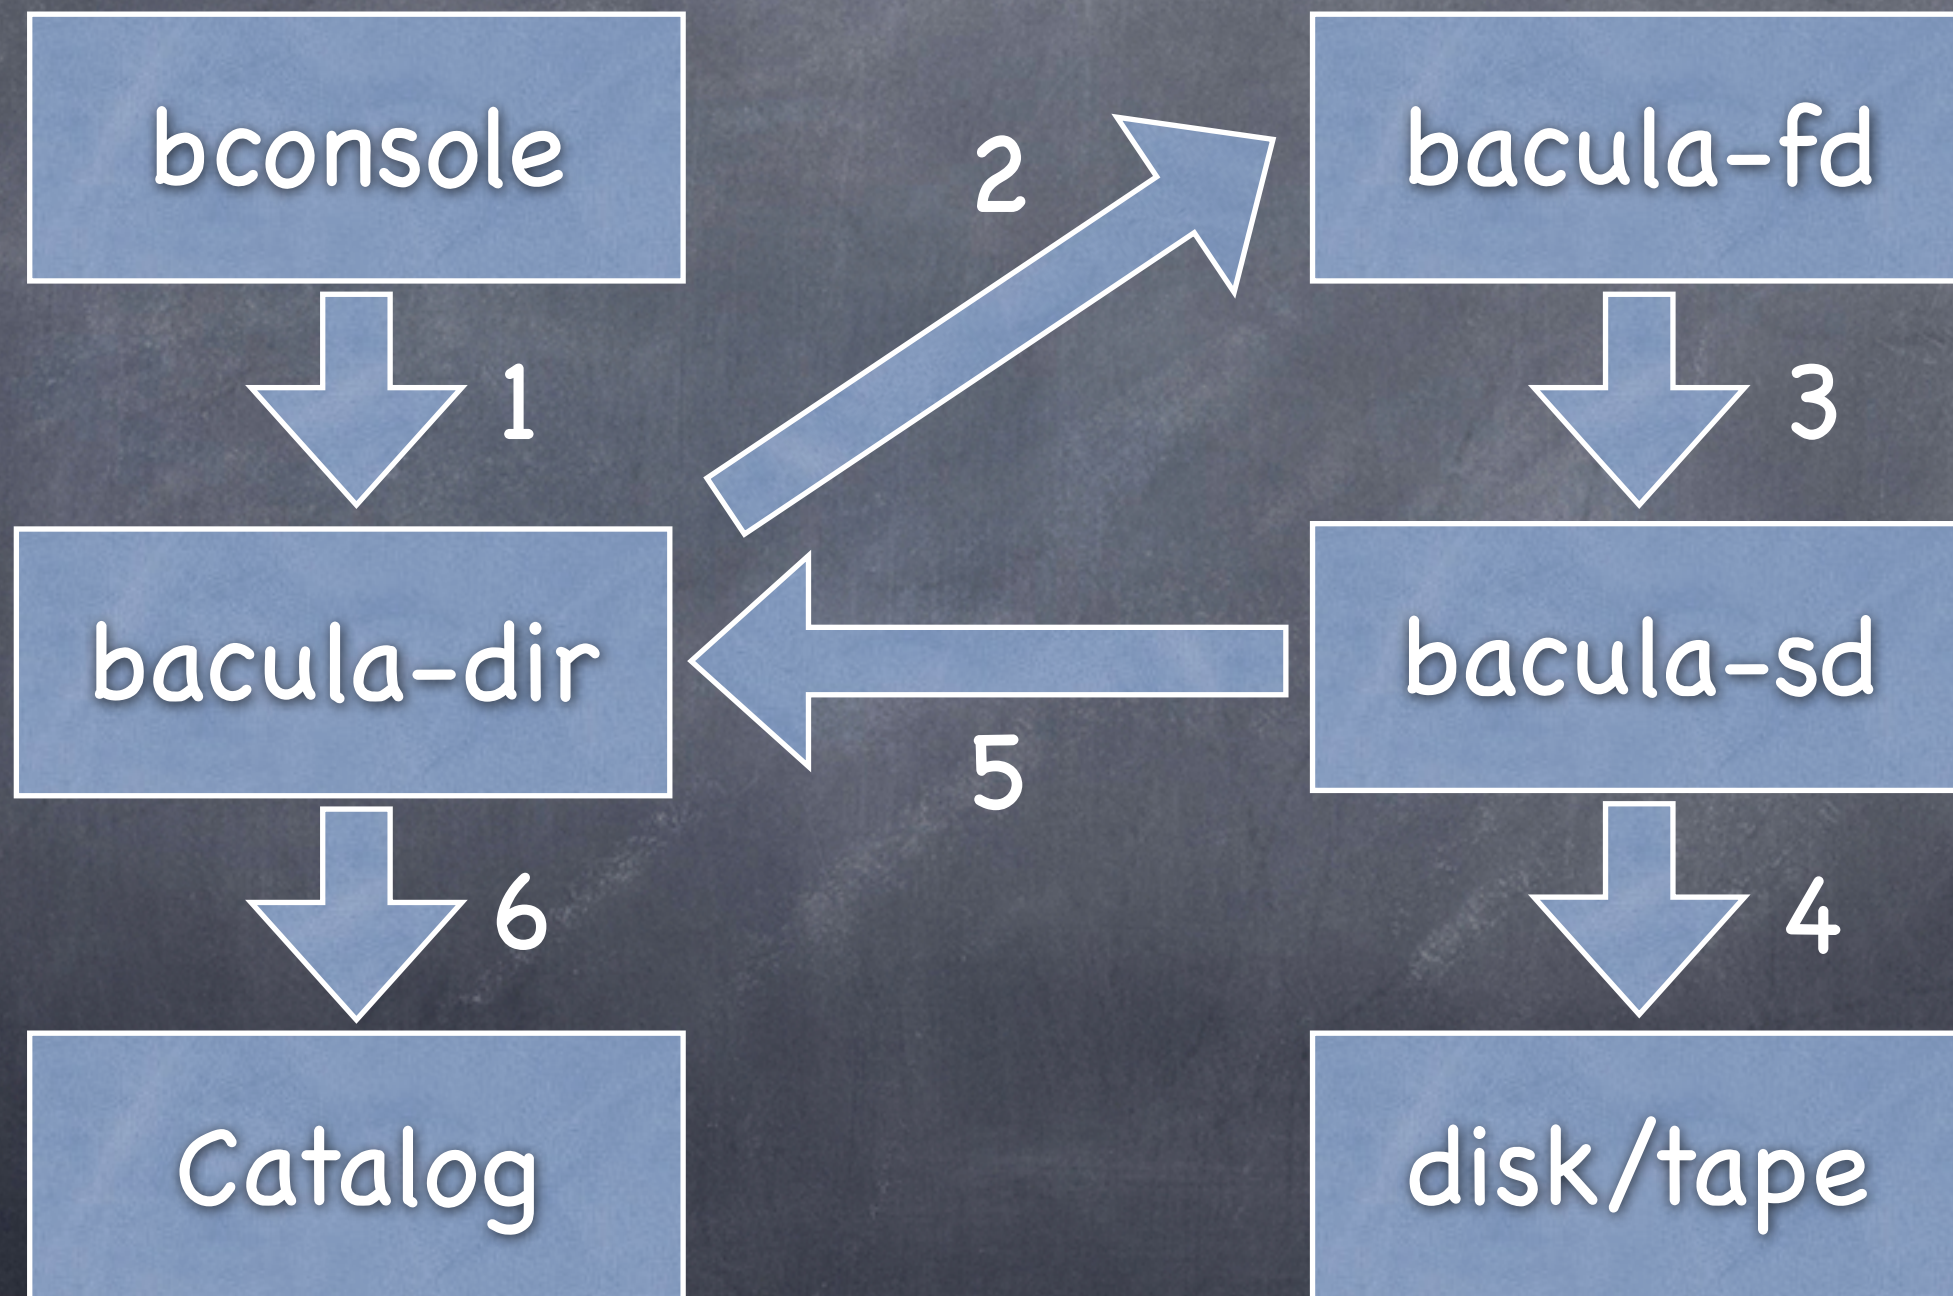 bconsole
2
bacula-fd
1
3
bacula-dir
bacula-sd
5
6
4
Catalog
disk/tape